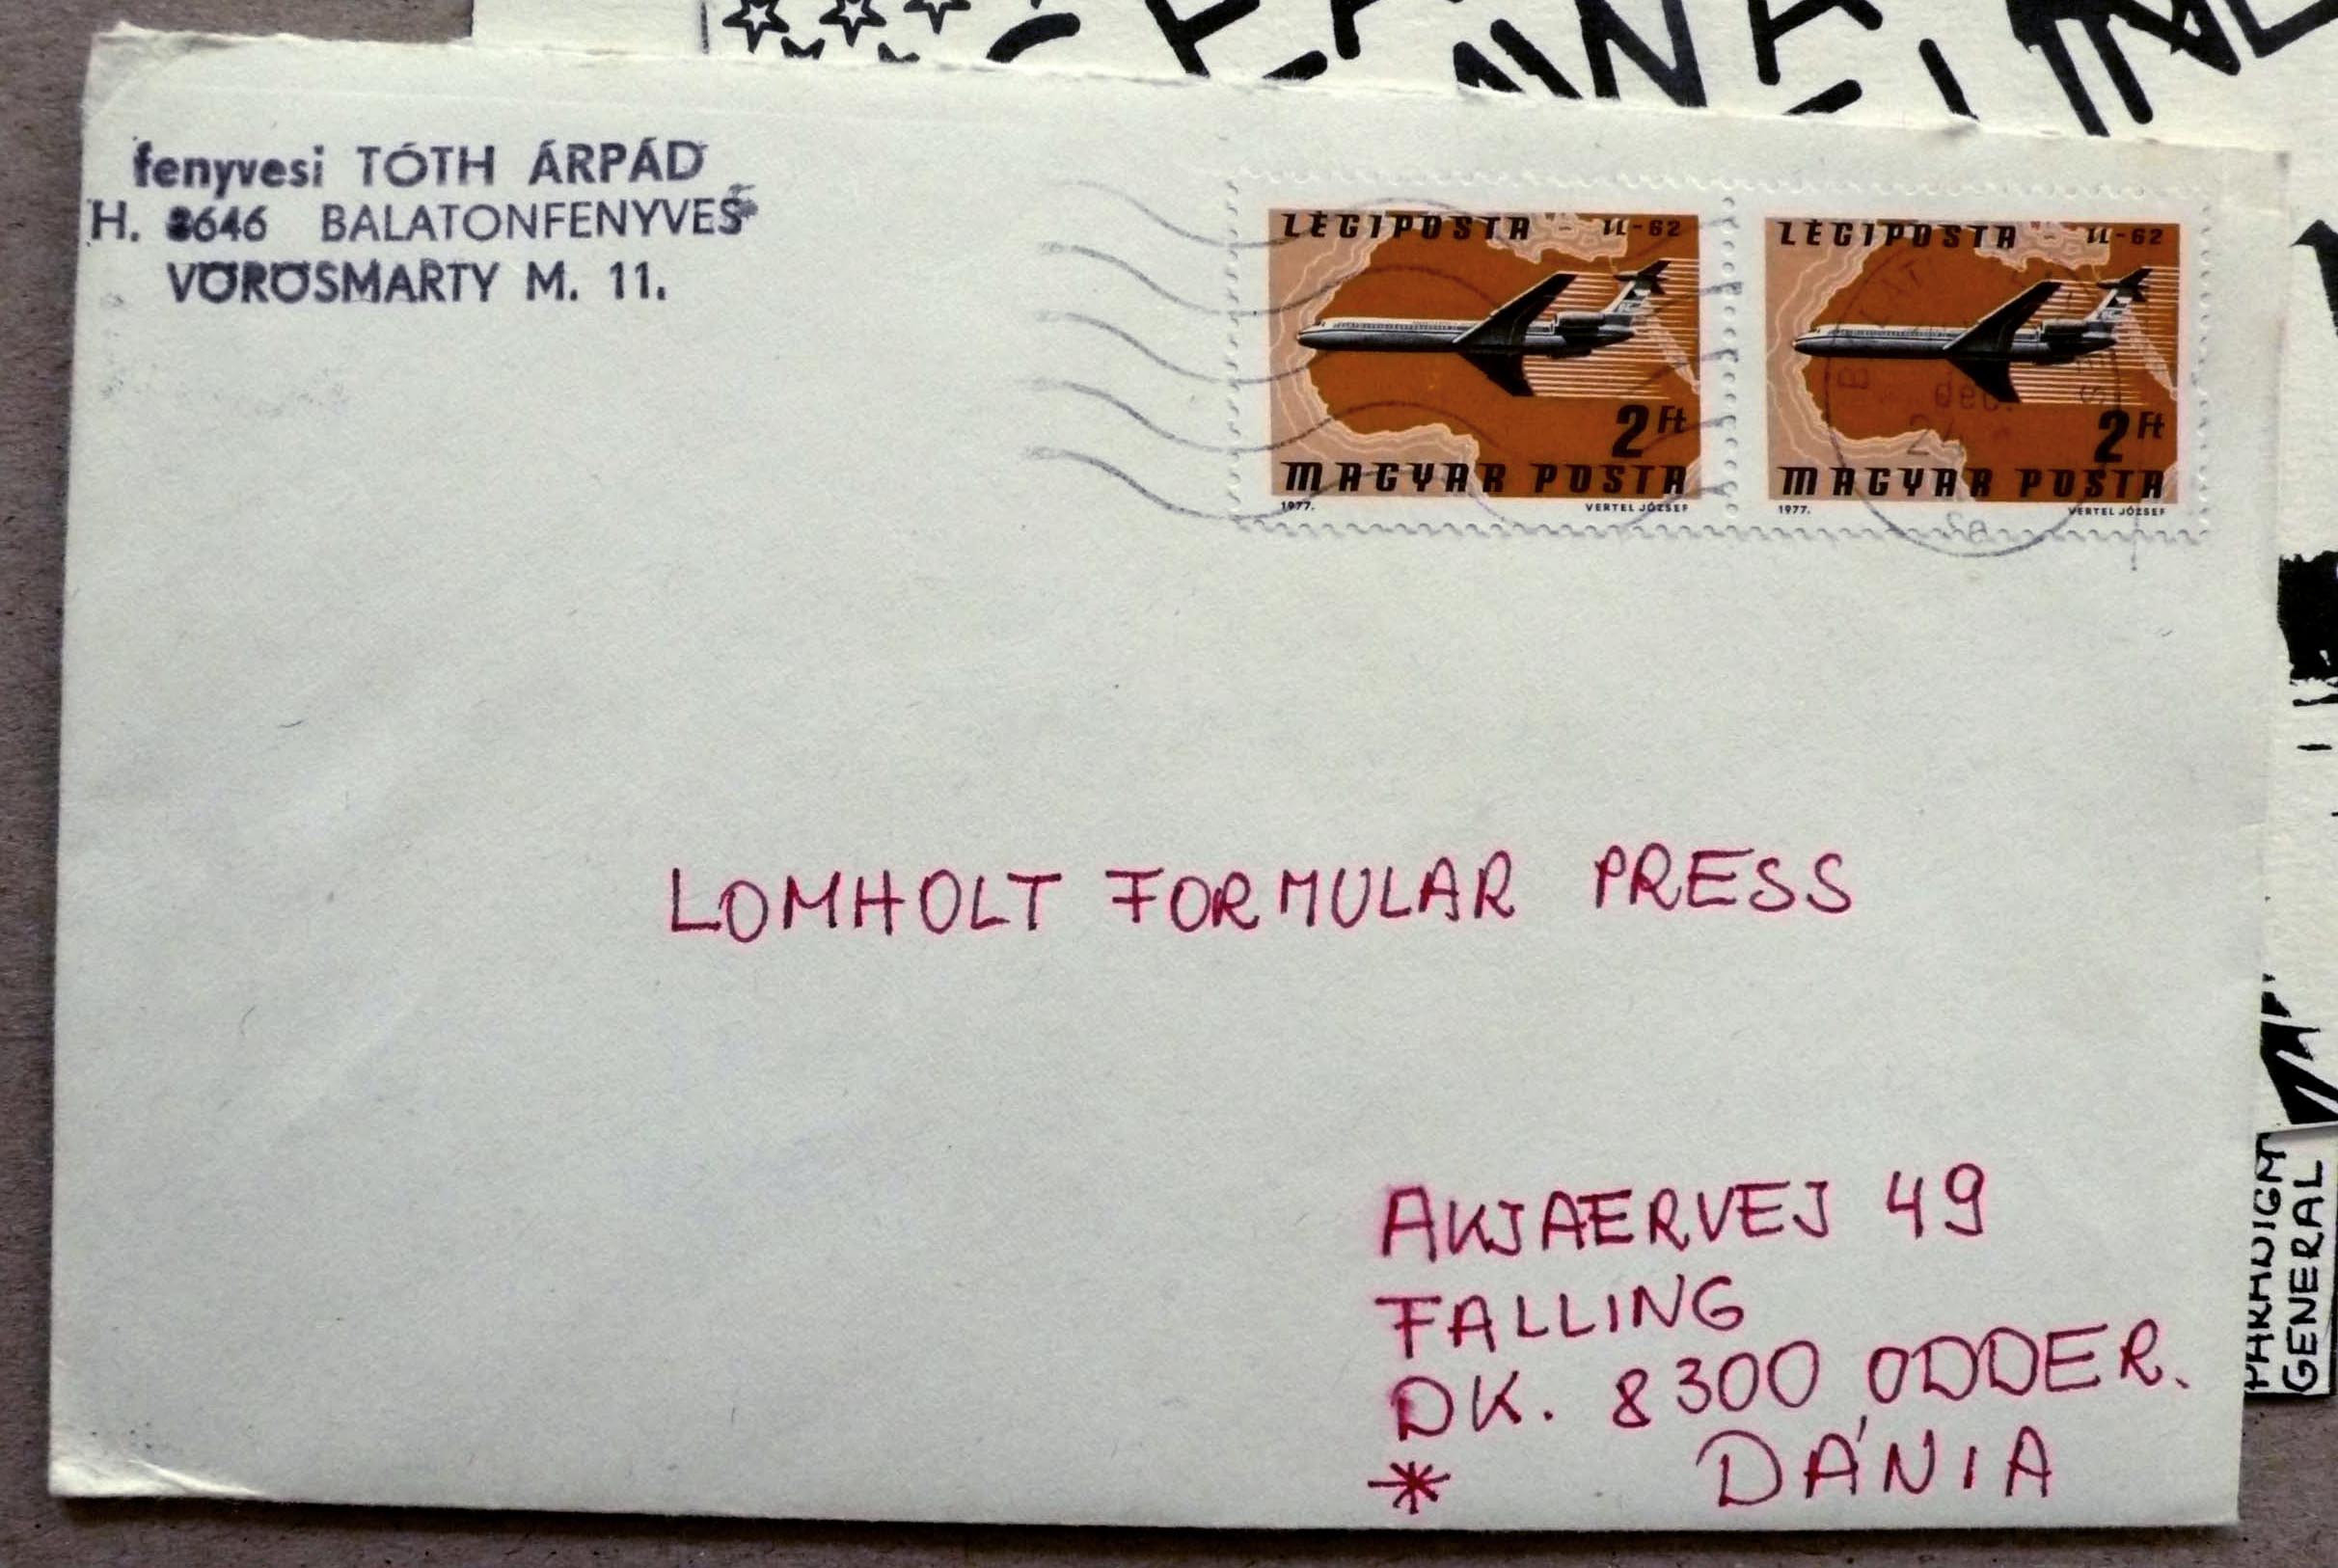 fenyvesi TÓTH ÁRPÁD
H. 8646 BALATONFENYVES
VÖRÖSMARTY M. 11.
LÉGIPOSTA - IL-62
2 Ft
MAGYAR POSTA
1977. VERTEL JÓZSEF
LÉGIPOSTA - IL-62
2 Ft
MAGYAR POSTA
1977. VERTEL JÓZSEF
dec.
LOMHOLT FORMULAR PRESS
AKJAERVEJ 49
FALLING
DK. 8300 ODDER.
* DÁNIA
PARADIGM
GENERAL